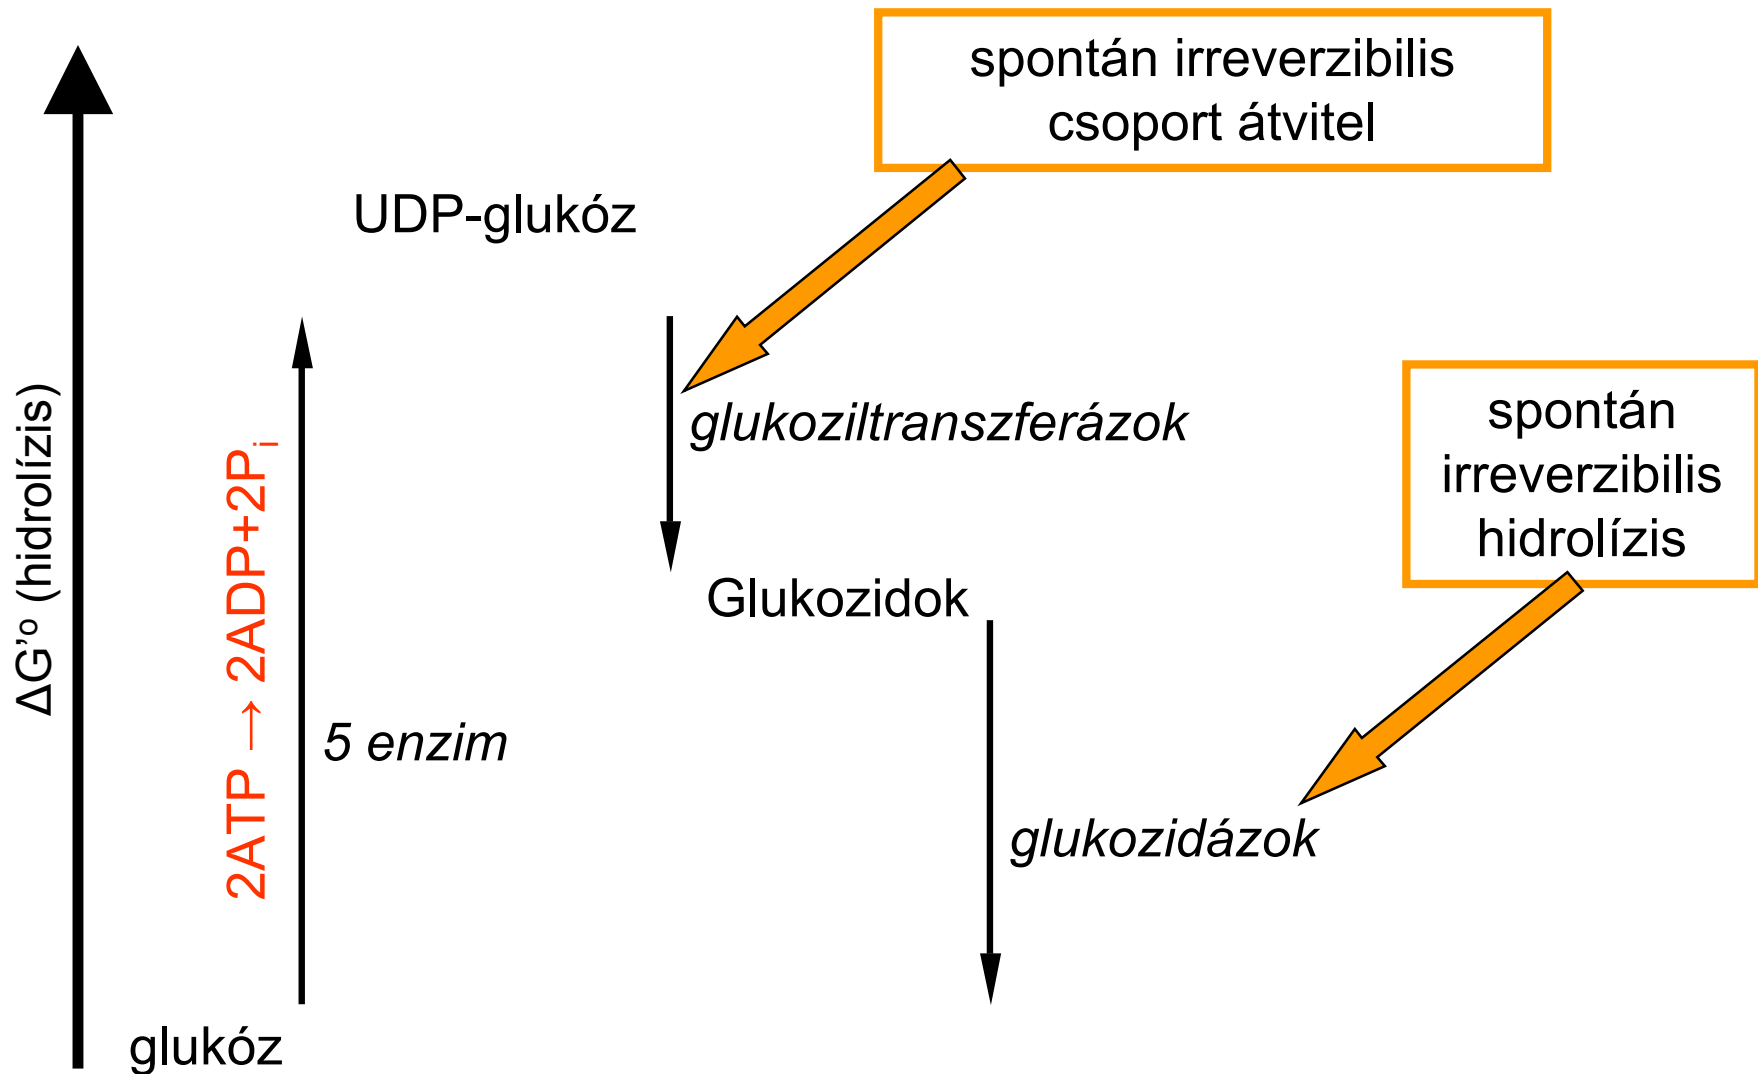 spontán irreverzibilis
csoport átvitel
UDP-glukóz
glukoziltranszferázok
spontán
irreverzibilis
hidrolízis
ΔG'º (hidrolízis)
2ATP → 2ADP+2Pi
5 enzim
Glukozidok
glukozidázok
glukóz